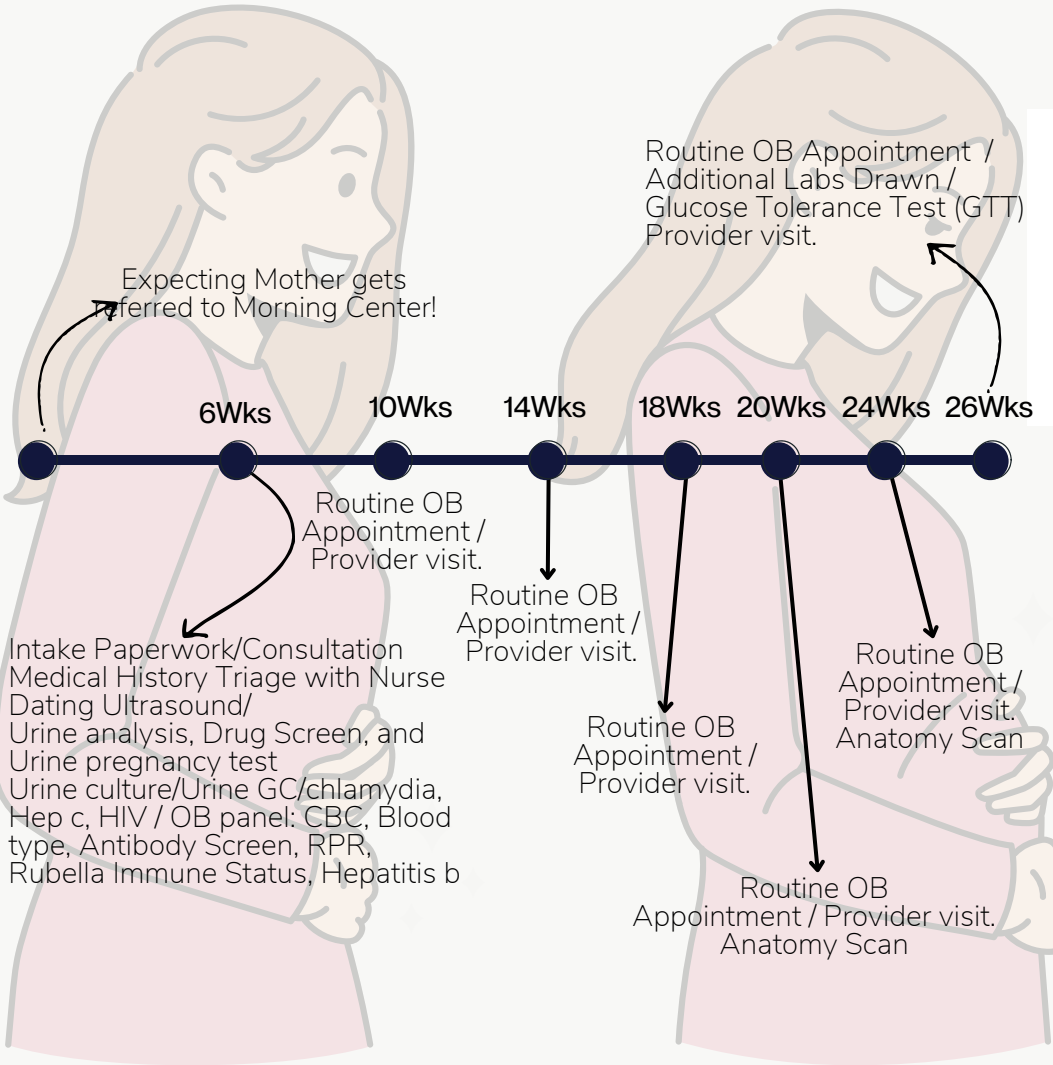 Routine OB Appointment /
Additional Labs Drawn /
Glucose Tolerance Test (GTT)
Provider visit.
Expecting Mother gets
referred to Morning Center!
6Wks
10Wks
14Wks
18Wks
20Wks
24Wks
26Wks
Routine OB
Appointment /
Provider visit.
Routine OB
Appointment /
Provider visit.
Intake Paperwork/Consultation
Medical History Triage with Nurse
Dating Ultrasound/
Urine analysis, Drug Screen, and
Urine pregnancy test
Urine culture/Urine GC/chlamydia,
Hep c, HIV / OB panel: CBC, Blood
type, Antibody Screen, RPR,
Rubella Immune Status, Hepatitis b
Routine OB
Appointment /
Provider visit.
Routine OB
Appointment /
Provider visit.
Anatomy Scan
Routine OB
Appointment / Provider visit.
Anatomy Scan